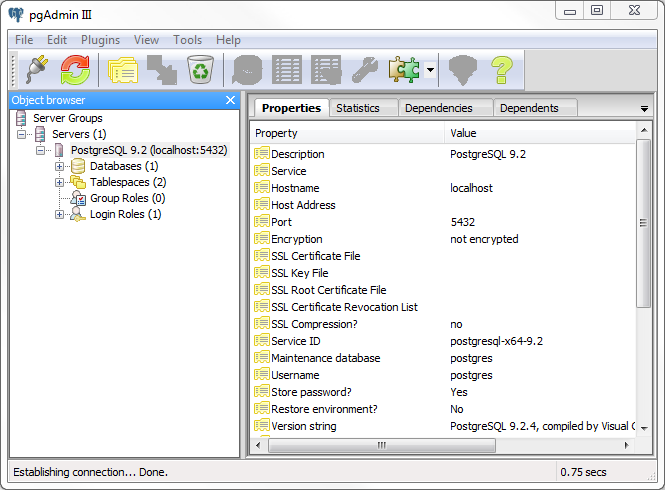 pgAdmin III
File Edit Plugins View Tools Help
Object browser
Server Groups
Servers (1)
PostgreSQL 9.2 (localhost:5432)
Databases (1)
Tablespaces (2)
Group Roles (0)
Login Roles (1)
Properties Statistics Dependencies Dependents
Property Value
Description PostgreSQL 9.2
Service
Hostname localhost
Host Address
Port 5432
Encryption not encrypted
SSL Certificate File
SSL Key File
SSL Root Certificate File
SSL Certificate Revocation List
SSL Compression? no
Service ID postgresql-x64-9.2
Maintenance database postgres
Username postgres
Store password? Yes
Restore environment? No
Version string PostgreSQL 9.2.4, compiled by Visual C
Establishing connection... Done. 0.75 secs